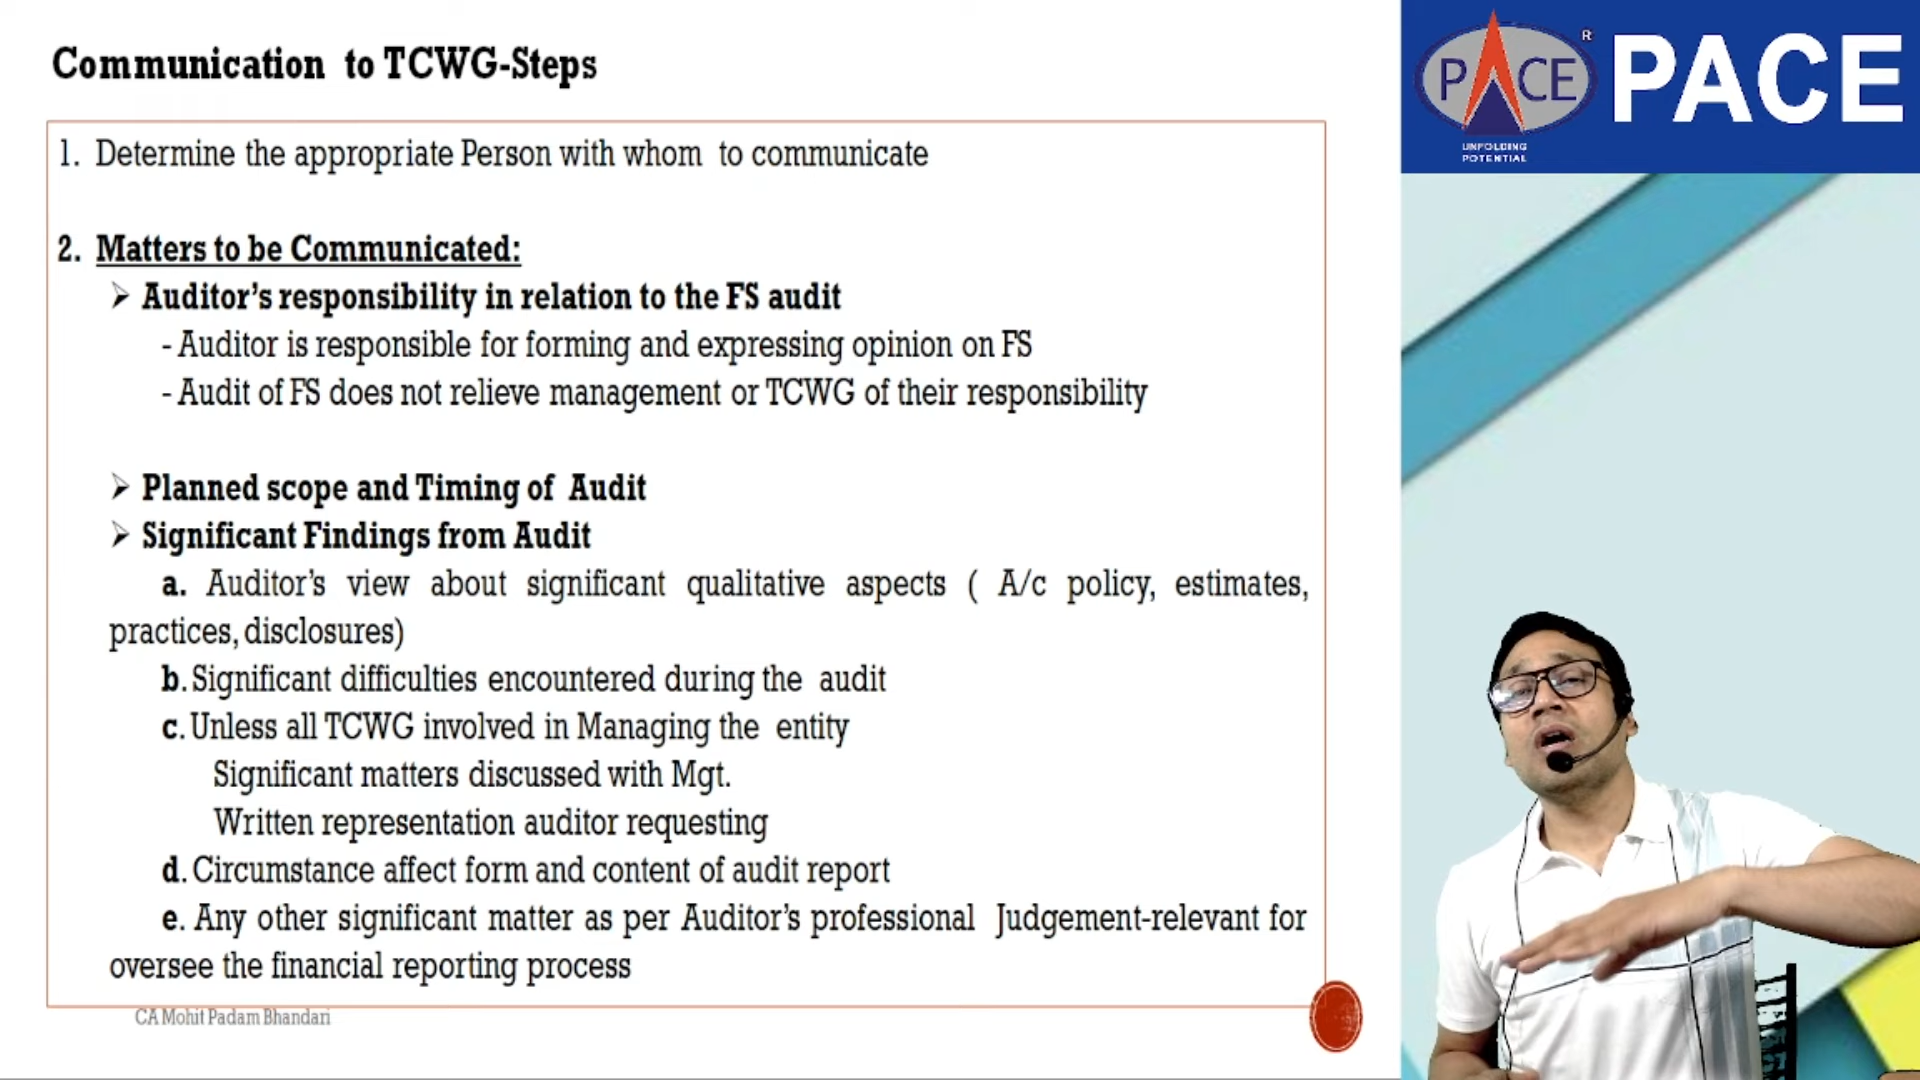 Communication to TCWG-Steps
1. Determine the appropriate Person with whom to communicate
2. Matters to be Communicated:
➢ Auditor's responsibility in relation to the FS audit
- Auditor is responsible for forming and expressing opinion on FS
- Audit of FS does not relieve management or TCWG of their responsibility
➢ Planned scope and Timing of Audit
➢ Significant Findings from Audit
a. Auditor's view about significant qualitative aspects ( A/c policy, estimates,
practices, disclosures)
b. Significant difficulties encountered during the audit
c. Unless all TCWG involved in Managing the entity
Significant matters discussed with Mgt.
Written representation auditor requesting
d. Circumstance affect form and content of audit report
e. Any other significant matter as per Auditor's professional Judgement-relevant for
oversee the financial reporting process
CA Mohit Padam Bhandari
PACE
®
UNFOLDING
POTENTIAL
PACE